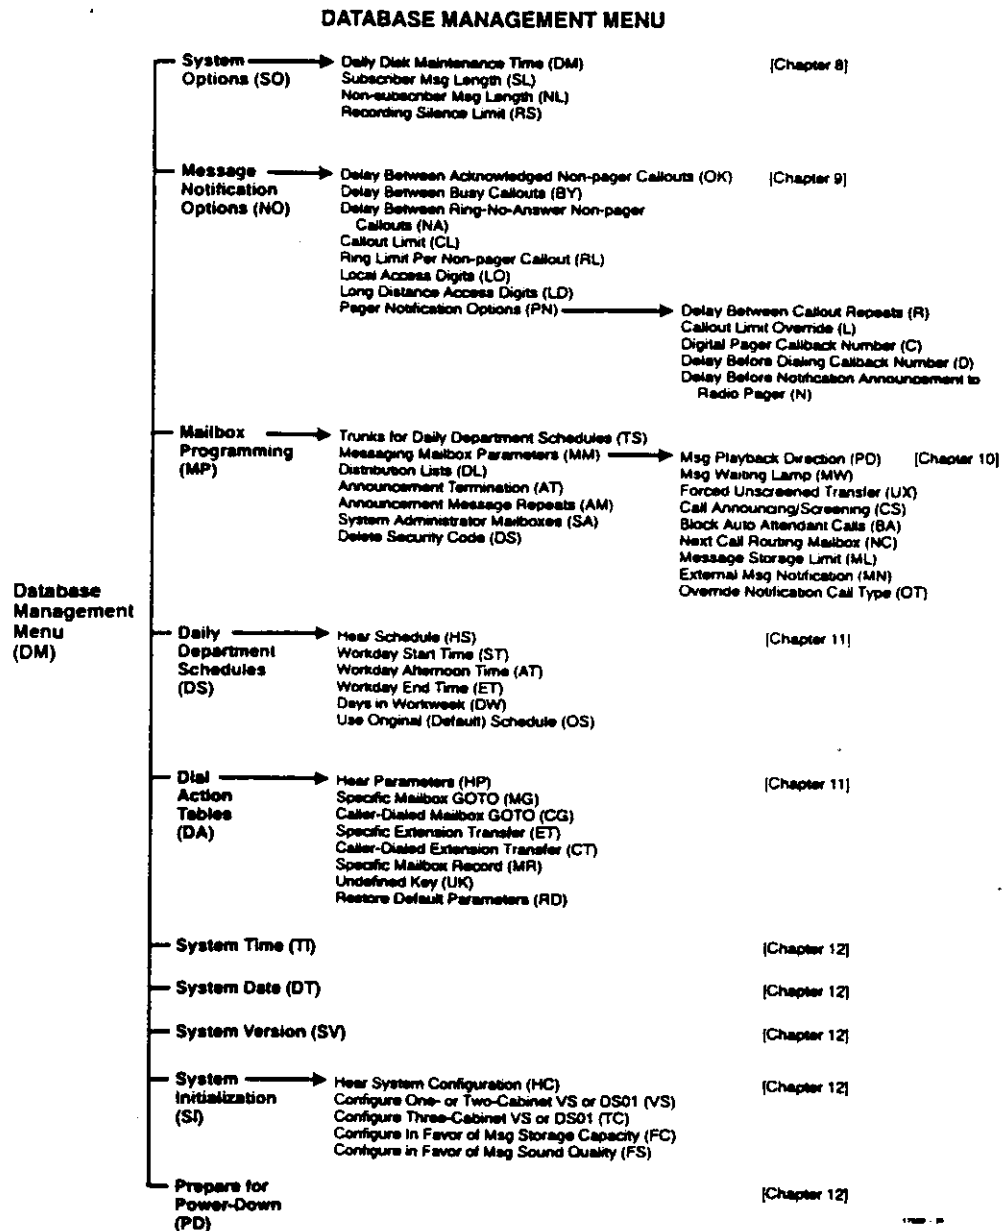 DATABASE MANAGEMENT MENU
System
Options (SO)
Daily Disk Maintenance Time (DM)
Subscriber Msg Length (SL)
Non-subscriber Msg Length (NL)
Recording Silence Limit (RS)
[Chapter 8]
Message
Notification
Options (NO)
Delay Between Acknowledged Non-pager Callouts (OK)
Delay Between Busy Callouts (BY)
Delay Between Ring-No-Answer Non-pager
Callouts (NA)
Callout Limit (CL)
Ring Limit Per Non-pager Callout (RL)
Local Access Digits (LO)
Long Distance Access Digits (LD)
Pager Notification Options (PN)
[Chapter 9]
Delay Between Callout Repeats (R)
Callout Limit Override (L)
Digital Pager Callback Number (C)
Delay Before Dialing Callback Number (D)
Delay Before Notification Announcement to
Radio Pager (N)
Mailbox
Programming
(MP)
Trunks for Daily Department Schedules (TS)
Messaging Mailbox Parameters (MM)
Distribution Lists (DL)
Announcement Termination (AT)
Announcement Message Repeats (AM)
System Administrator Mailboxes (SA)
Delete Security Code (DS)
Msg Playback Direction (PD)
Msg Waiting Lamp (MW)
Forced Unscreened Transfer (UX)
Call Announcing/Screening (CS)
Block Auto Attendant Calls (BA)
Next Call Routing Mailbox (NC)
Message Storage Limit (ML)
External Msg Notification (MN)
Override Notification Call Type (OT)
[Chapter 10]
Database
Management
Menu
(DM)
Daily
Department
Schedules
(DS)
Hear Schedule (HS)
Workday Start Time (ST)
Workday Afternoon Time (AT)
Workday End Time (ET)
Days in Workweek (DW)
Use Original (Default) Schedule (OS)
[Chapter 11]
Dial
Action
Tables
(DA)
Hear Parameters (HP)
Specific Mailbox GOTO (MG)
Caller-Dialed Mailbox GOTO (CG)
Specific Extension Transfer (ET)
Caller-Dialed Extension Transfer (CT)
Specific Mailbox Record (MR)
Undefined Key (UK)
Restore Default Parameters (RD)
[Chapter 11]
System Time (TI)
[Chapter 12]
System Date (DT)
[Chapter 12]
System Version (SV)
[Chapter 12]
System
Initialization
(SI)
Hear System Configuration (HC)
Configure One- or Two-Cabinet VS or DS01 (VS)
Configure Three-Cabinet VS or DS01 (TC)
Configure in Favor of Msg Storage Capacity (FC)
Configure in Favor of Msg Sound Quality (FS)
[Chapter 12]
Prepare for
Power-Down
(PD)
[Chapter 12]